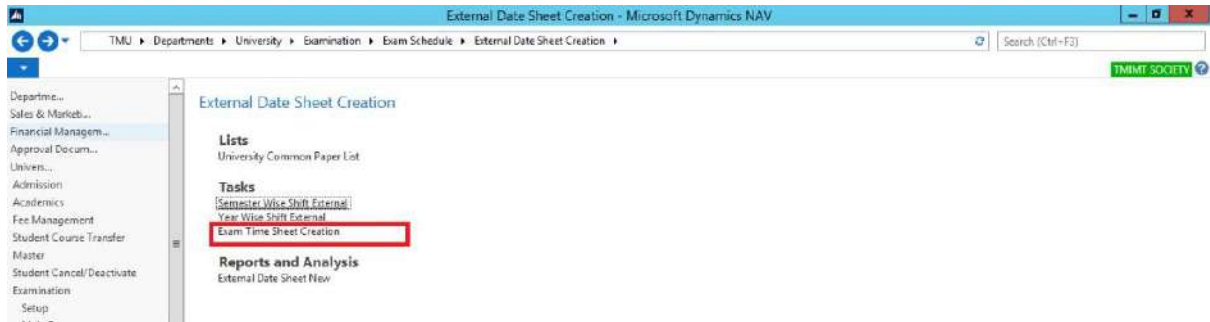 External Date Sheet Creation - Microsoft Dynamics NAV
TMU ▸ Departments ▸ University ▸ Examination ▸ Exam Schedule ▸ External Date Sheet Creation ▸
Search (Ctrl+F3)
TMIMT SOCIETY
Departme...
Sales & Marketi...
Financial Managem...
Approval Docum...
Univers...
Admission
Academics
Fee Management
Student Course Transfer
Master
Student Cancel/Deactivate
Examination
Setup
External Date Sheet Creation
Lists
University Common Paper List
Tasks
Semester Wise Shift External
Year Wise Shift External
Exam Time Sheet Creation
Reports and Analysis
External Date Sheet New